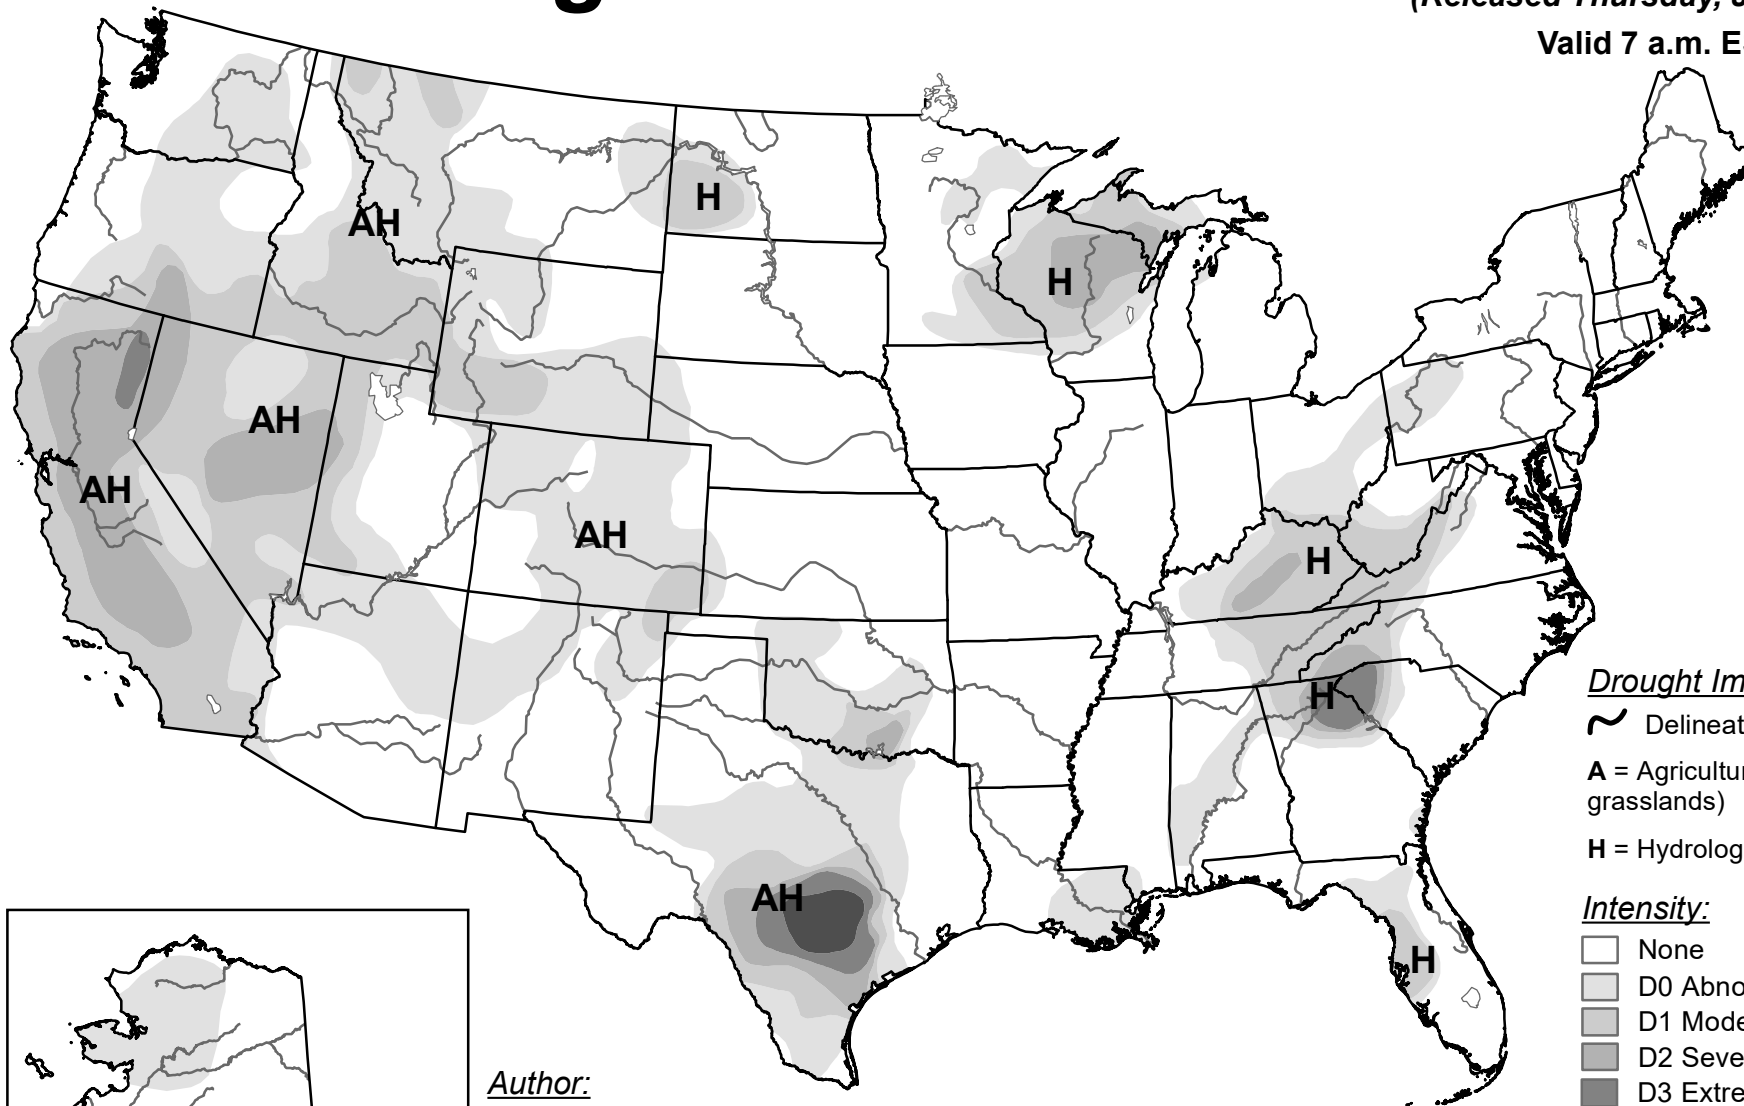 (Released Thursday,
Valid 7 a.m.
H
AH
H
AH
AH
AH
H
H
AH
H
Drought Im
Delineat
A = Agricultur
grasslands)
H = Hydrolog
Intensity:
None
D0 Abno
D1 Mode
D2 Seve
D3 Extre
Author: